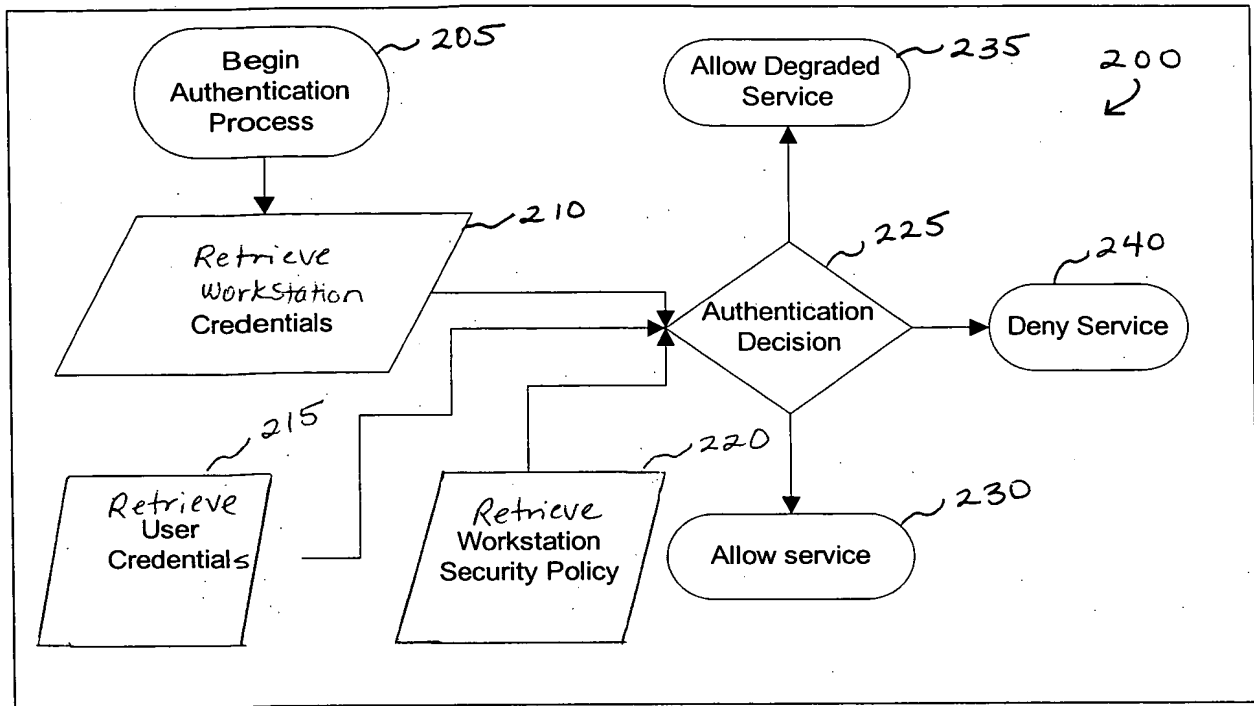 205
Begin
Authentication
Process
235
Allow Degraded
Service
200
210
Retrieve
Workstation
Credentials
225
Authentication
Decision
240
Deny Service
215
Retrieve
User
Credentials
220
Retrieve
Workstation
Security Policy
230
Allow service